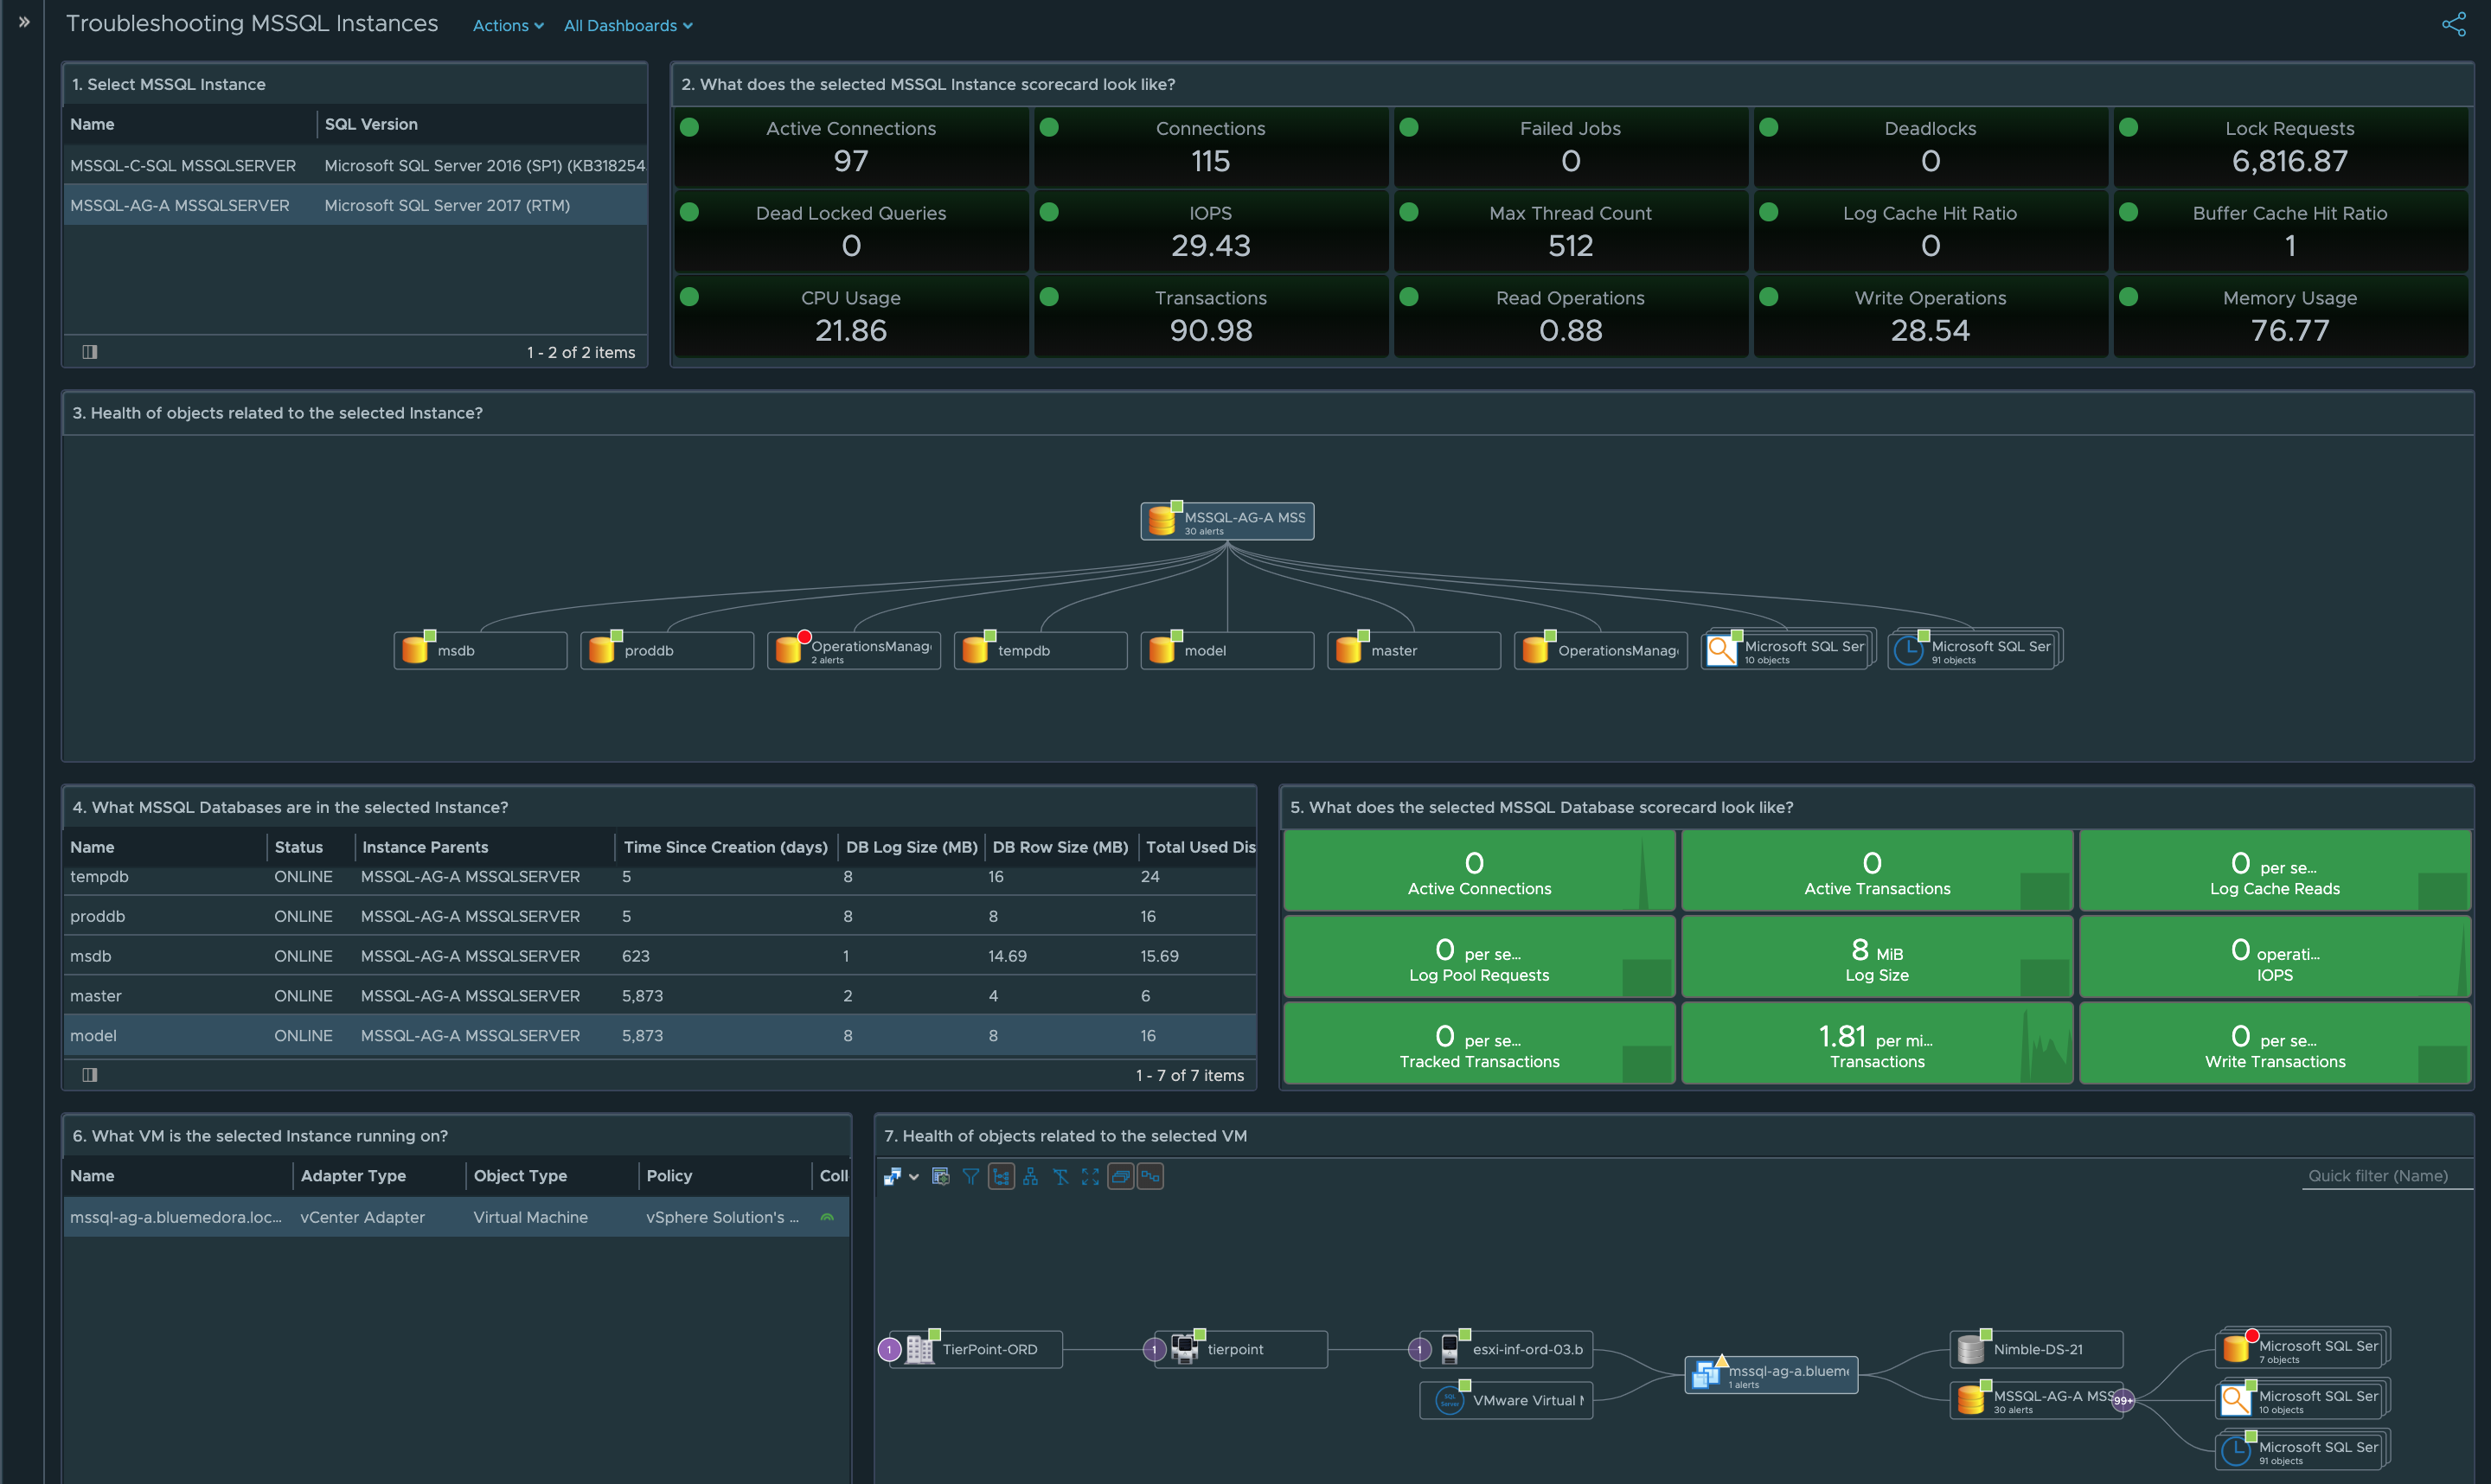 Troubleshooting MSSQL Instances Actions All Dashboards
1. Select MSSQL Instance
Name SQL Version
MSSQL-C-SQL MSSQLSERVER Microsoft SQL Server 2016 (SP1) (KB318254
MSSQL-AG-A MSSQLSERVER Microsoft SQL Server 2017 (RTM)
1 - 2 of 2 items
2. What does the selected MSSQL Instance scorecard look like?
Active Connections Connections Failed Jobs Deadlocks Lock Requests
97 115 0 0 6,816.87
Dead Locked Queries IOPS Max Thread Count Log Cache Hit Ratio Buffer Cache Hit Ratio
0 29.43 512 0 1
CPU Usage Transactions Read Operations Write Operations Memory Usage
21.86 90.98 0.88 28.54 76.77
3. Health of objects related to the selected Instance?
MSSQL-AG-A MSS
30 alerts
msdb
proddb
OperationsManag
2 alerts
tempdb
model
master
OperationsManag
Microsoft SQL Ser
10 objects
Microsoft SQL Ser
91 objects
4. What MSSQL Databases are in the selected Instance?
Name Status Instance Parents Time Since Creation (days) DB Log Size (MB) DB Row Size (MB) Total Used Dis
tempdb ONLINE MSSQL-AG-A MSSQLSERVER 5 8 16 24
proddb ONLINE MSSQL-AG-A MSSQLSERVER 5 8 8 16
msdb ONLINE MSSQL-AG-A MSSQLSERVER 623 1 14.69 15.69
master ONLINE MSSQL-AG-A MSSQLSERVER 5,873 2 4 6
model ONLINE MSSQL-AG-A MSSQLSERVER 5,873 8 8 16
1 - 7 of 7 items
5. What does the selected MSSQL Database scorecard look like?
0 0 0 per se...
Active Connections Active Transactions Log Cache Reads
0 per se... 8 MiB 0 operati...
Log Pool Requests Log Size IOPS
0 per se... 1.81 per mi... 0 per se...
Tracked Transactions Transactions Write Transactions
6. What VM is the selected Instance running on?
Name Adapter Type Object Type Policy Coll
mssql-ag-a.bluemedora.loc... vCenter Adapter Virtual Machine vSphere Solution's ...
7. Health of objects related to the selected VM
Quick filter (Name)
1 TierPoint-ORD
1 tierpoint
1 esxi-inf-ord-03.b
SQL Server VMware Virtual M
mssql-ag-a.bluem
1 alerts
Nimble-DS-21
MSSQL-AG-A MSS 99+
30 alerts
Microsoft SQL Ser
7 objects
Microsoft SQL Ser
10 objects
Microsoft SQL Ser
91 objects